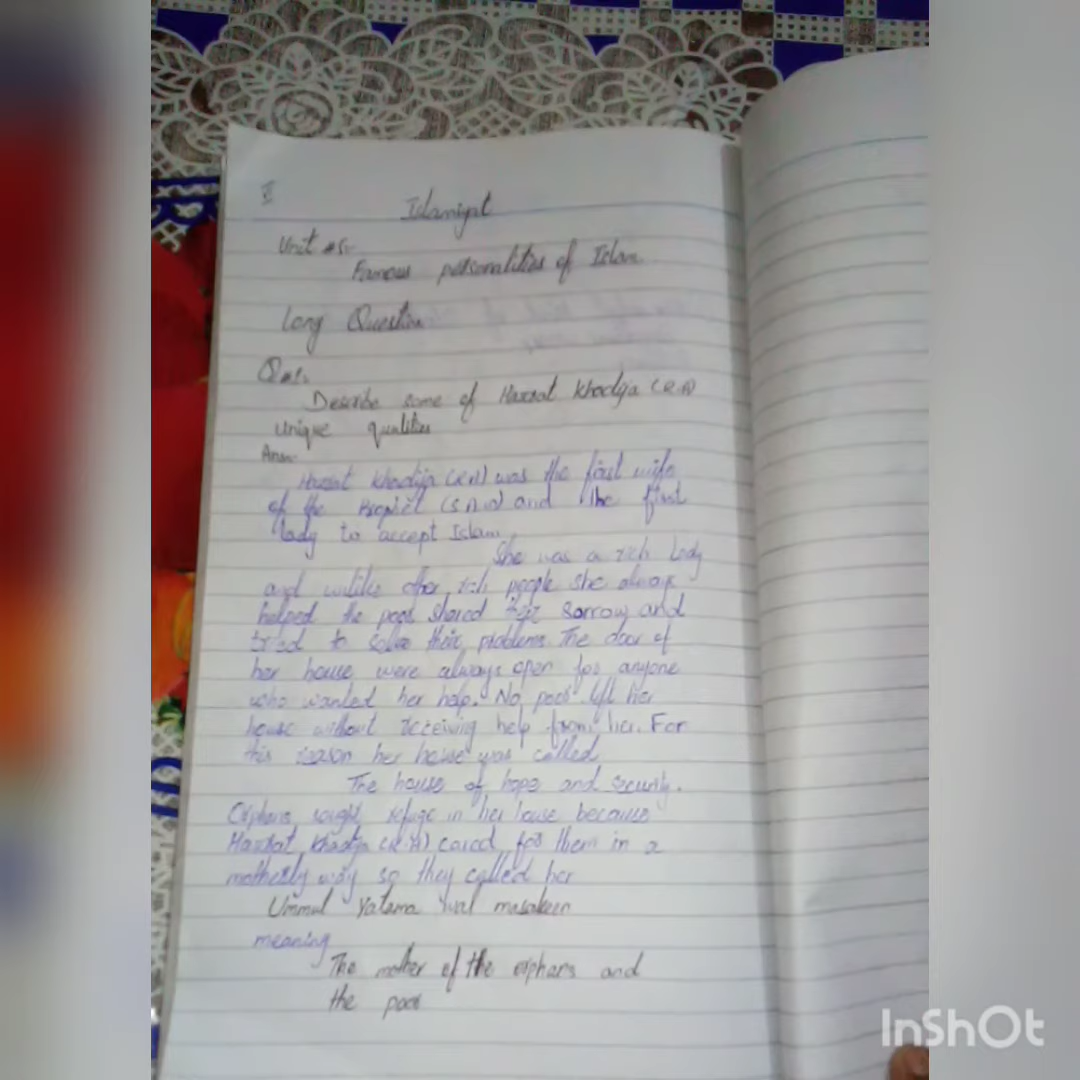 V
Islamiyat
Unit #5:-
Famous personalities of Islam
Long Question
Q#1:
Describe some of Hazrat Khadija (R.A)
unique qualities
Ans:-
Hazrat Khadija (R.A) was the first wife
of the Prophet (S.A.W) and the first
lady to accept Islam.
She was a rich lady
and unlike other rich people she always
helped the poor shared their sorrow and
tried to solve their problems. The door of
her house were always open for anyone
who wanted her help. No poor left her
house without receiving help from her. For
this reason her house was called
The house of hope and security.
Orphans sought refuge in her house because
Hazrat Khadija (R.A) cared for them in a
motherly way so they called her
Ummul Yatama wal masakeen
meaning
The mother of the orphans and
the poor
InShOt